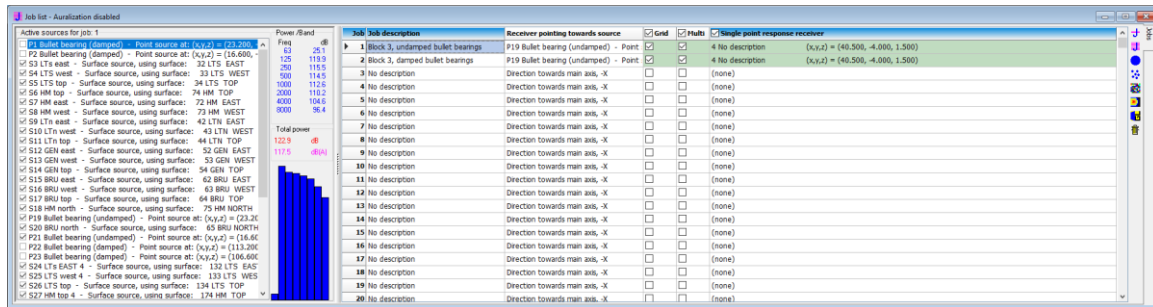 Job list - Auralization disabled
Active sources for job: 1
P1 Bullet bearing (damped) - Point source at: (x,y,z) = (23.200, -
P2 Bullet bearing (damped) - Point source at: (x,y,z) = (16.600, -
S3 LTs east - Surface source, using surface: 32 LTS EAST
S4 LTS west - Surface source, using surface: 33 LTS WEST
S5 LTS top - Surface source, using surface: 34 LTS TOP
S6 HM top - Surface source, using surface: 74 HM TOP
S7 HM east - Surface source, using surface: 72 HM EAST
S8 HM west - Surface source, using surface: 73 HM WEST
S9 LTn east - Surface source, using surface: 42 LTN EAST
S10 LTn west - Surface source, using surface: 43 LTN WEST
S11 LTn top - Surface source, using surface: 44 LTN TOP
S12 GEN east - Surface source, using surface: 52 GEN EAST
S13 GEN west - Surface source, using surface: 53 GEN WEST
S14 GEN top - Surface source, using surface: 54 GEN TOP
S15 BRU east - Surface source, using surface: 62 BRU EAST
S16 BRU west - Surface source, using surface: 63 BRU WEST
S17 BRU top - Surface source, using surface: 64 BRU TOP
S18 HM north - Surface source, using surface: 75 HM NORTH
P19 Bullet bearing (undamped) - Point source at: (x,y,z) = (23.20
S20 BRU north - Surface source, using surface: 65 BRU NORTH
P21 Bullet bearing (undamped) - Point source at: (x,y,z) = (16.60
P22 Bullet bearing (damped) - Point source at: (x,y,z) = (113.200
P23 Bullet bearing (damped) - Point source at: (x,y,z) = (106.600
S24 LTs EAST 4 - Surface source, using surface: 132 LTS EAS
S25 LTS west 4 - Surface source, using surface: 133 LTS WES
S26 LTS top 4 - Surface source, using surface: 134 LTS TOP
S27 HM top 4 - Surface source, using surface: 174 HM TOP
Power /Band
Freq dB
63 25.1
125 119.9
250 115.5
500 114.5
1000 112.6
2000 110.2
4000 104.6
8000 96.4
Total power
122.9 dB
117.5 dB(A)
Job Job description Receiver pointing towards source Grid Multi Single point response receiver
1 Block 3, undamped bullet bearings P19 Bullet bearing (undamped) - Point 4 No description (x,y,z) = (40.500, -4.000, 1.500)
2 Block 3, damped bullet bearings P19 Bullet bearing (undamped) - Point 4 No description (x,y,z) = (40.500, -4.000, 1.500)
3 No description Direction towards main axis, -X (none)
4 No description Direction towards main axis, -X (none)
5 No description Direction towards main axis, -X (none)
6 No description Direction towards main axis, -X (none)
7 No description Direction towards main axis, -X (none)
8 No description Direction towards main axis, -X (none)
9 No description Direction towards main axis, -X (none)
10 No description Direction towards main axis, -X (none)
11 No description Direction towards main axis, -X (none)
12 No description Direction towards main axis, -X (none)
13 No description Direction towards main axis, -X (none)
14 No description Direction towards main axis, -X (none)
15 No description Direction towards main axis, -X (none)
16 No description Direction towards main axis, -X (none)
17 No description Direction towards main axis, -X (none)
18 No description Direction towards main axis, -X (none)
19 No description Direction towards main axis, -X (none)
20 No description Direction towards main axis, -X (none)